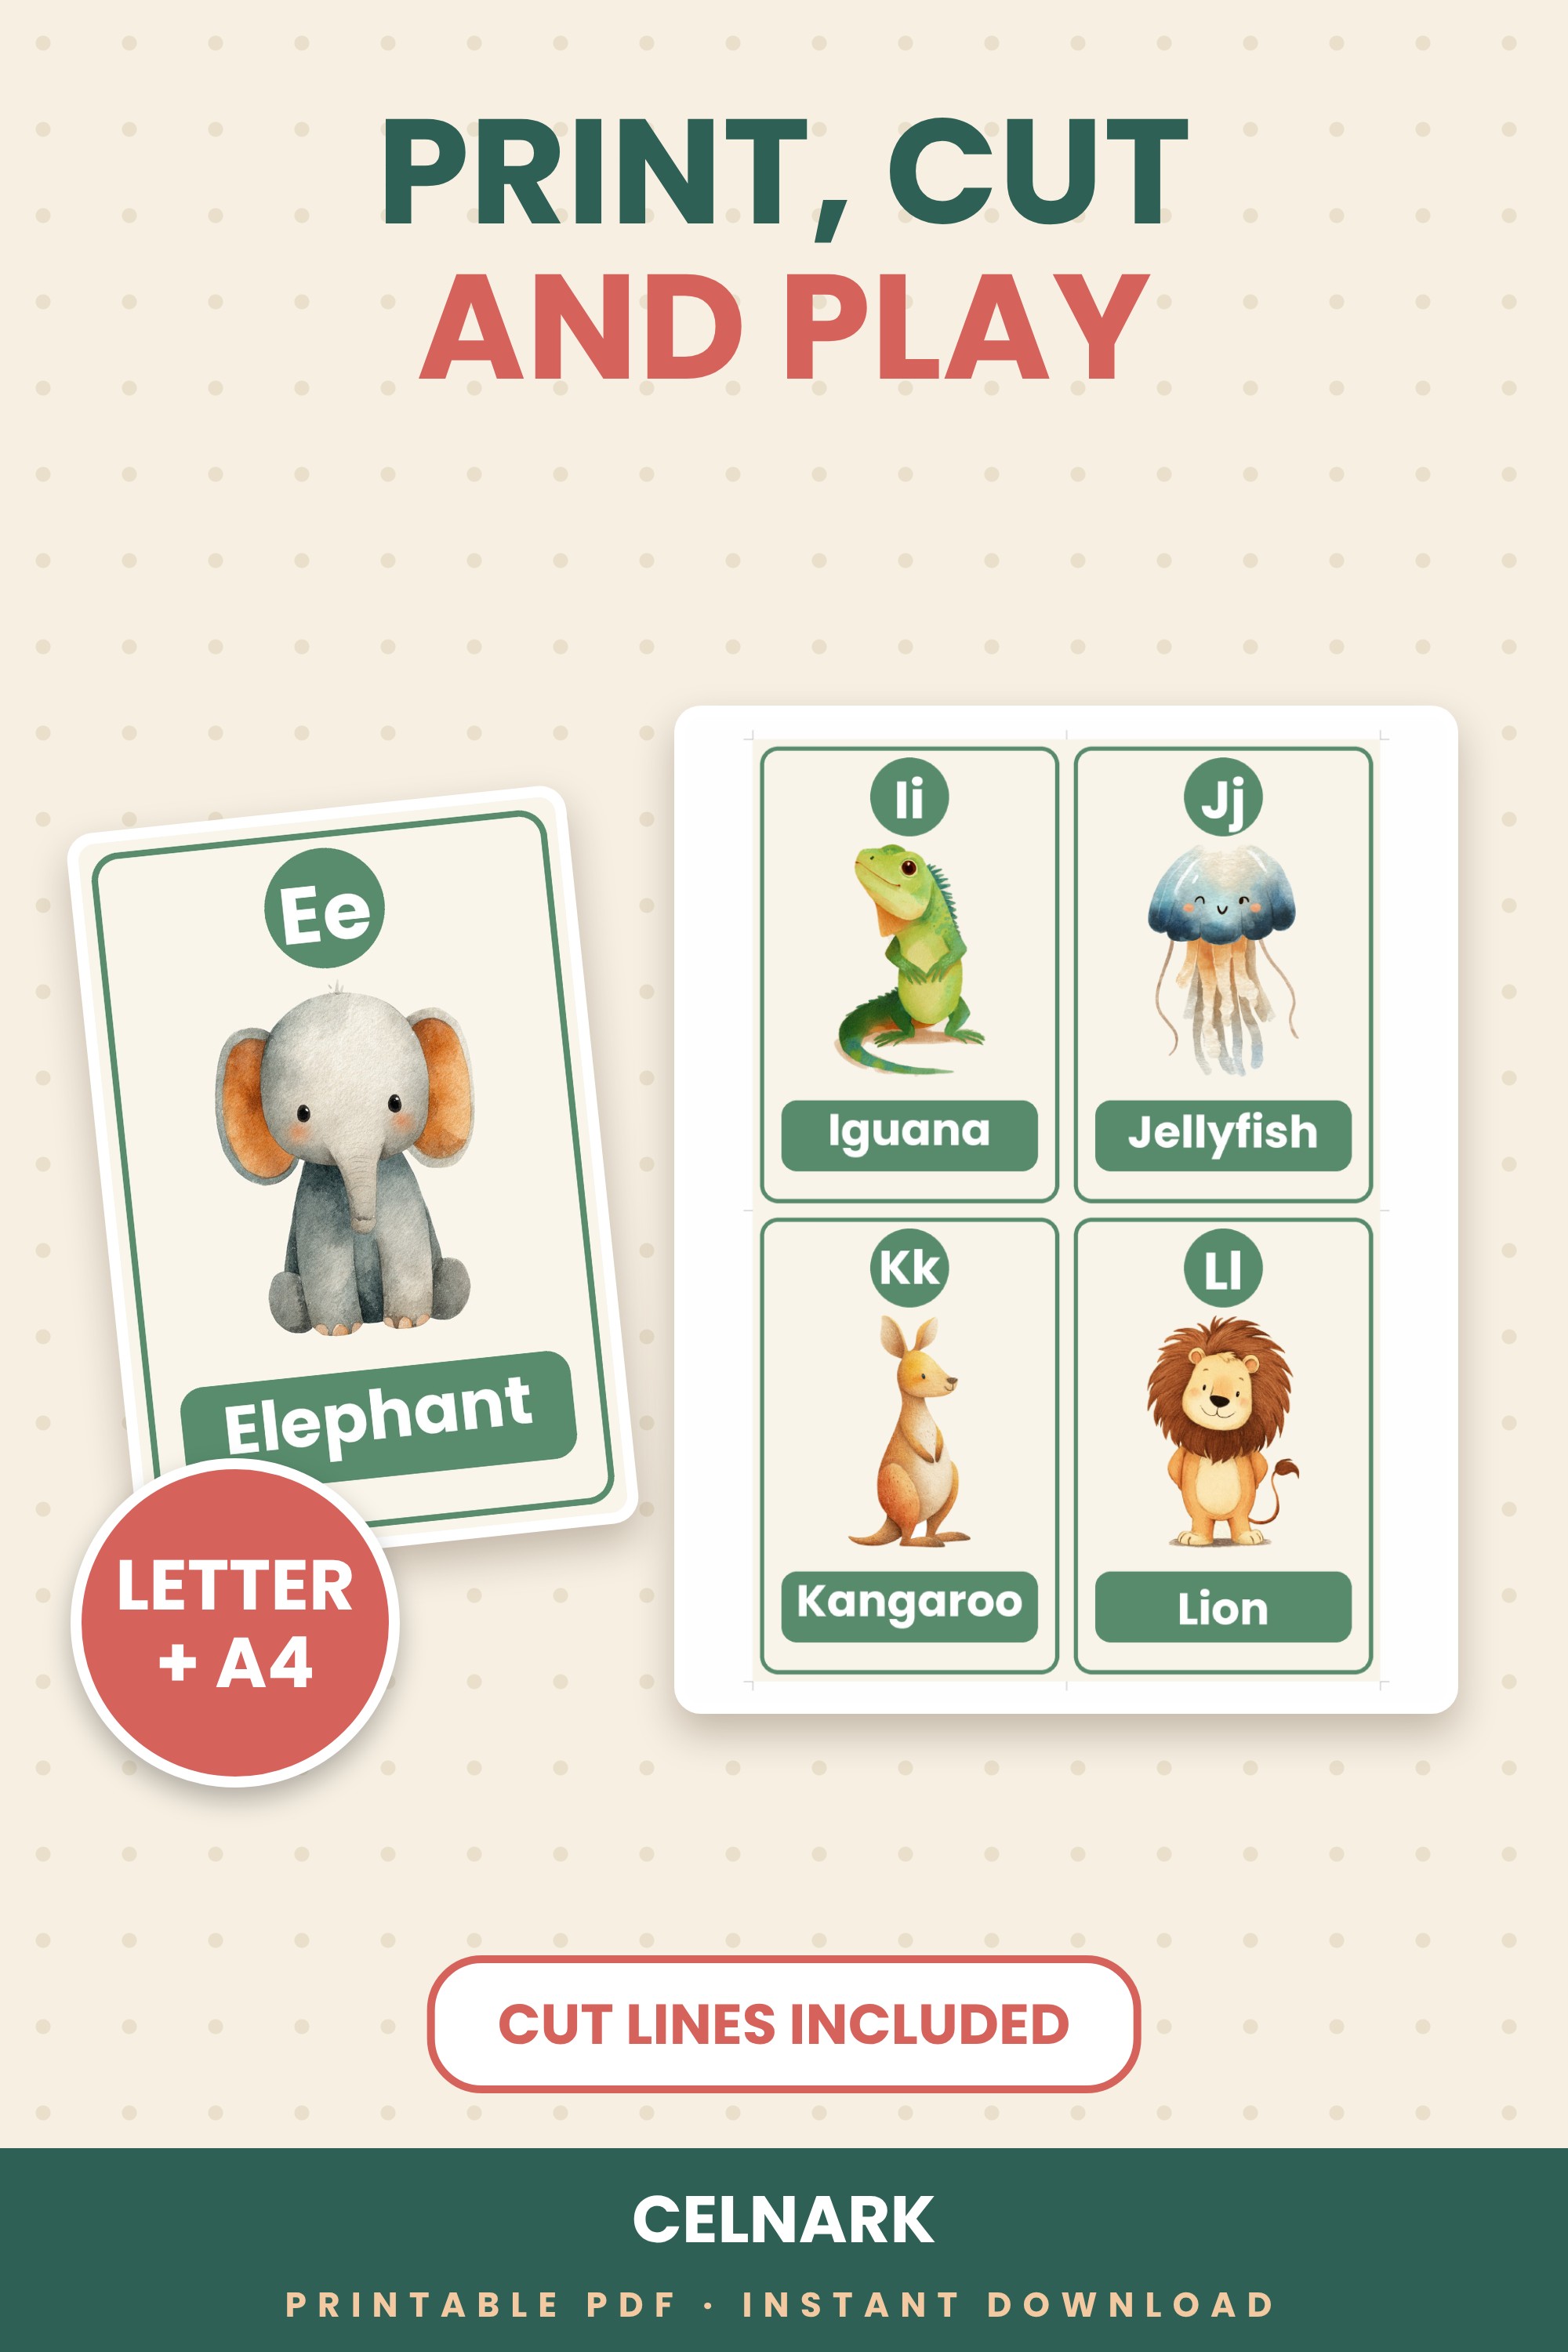 PRINT, CUT
AND PLAY
Ee
Elephant
LETTER
+ A4
Ii
Jj
Iguana
Jellyfish
Kk
Ll
Kangaroo
Lion
CUT LINES INCLUDED
CELNARK
PRINTABLE PDF · INSTANT DOWNLOAD